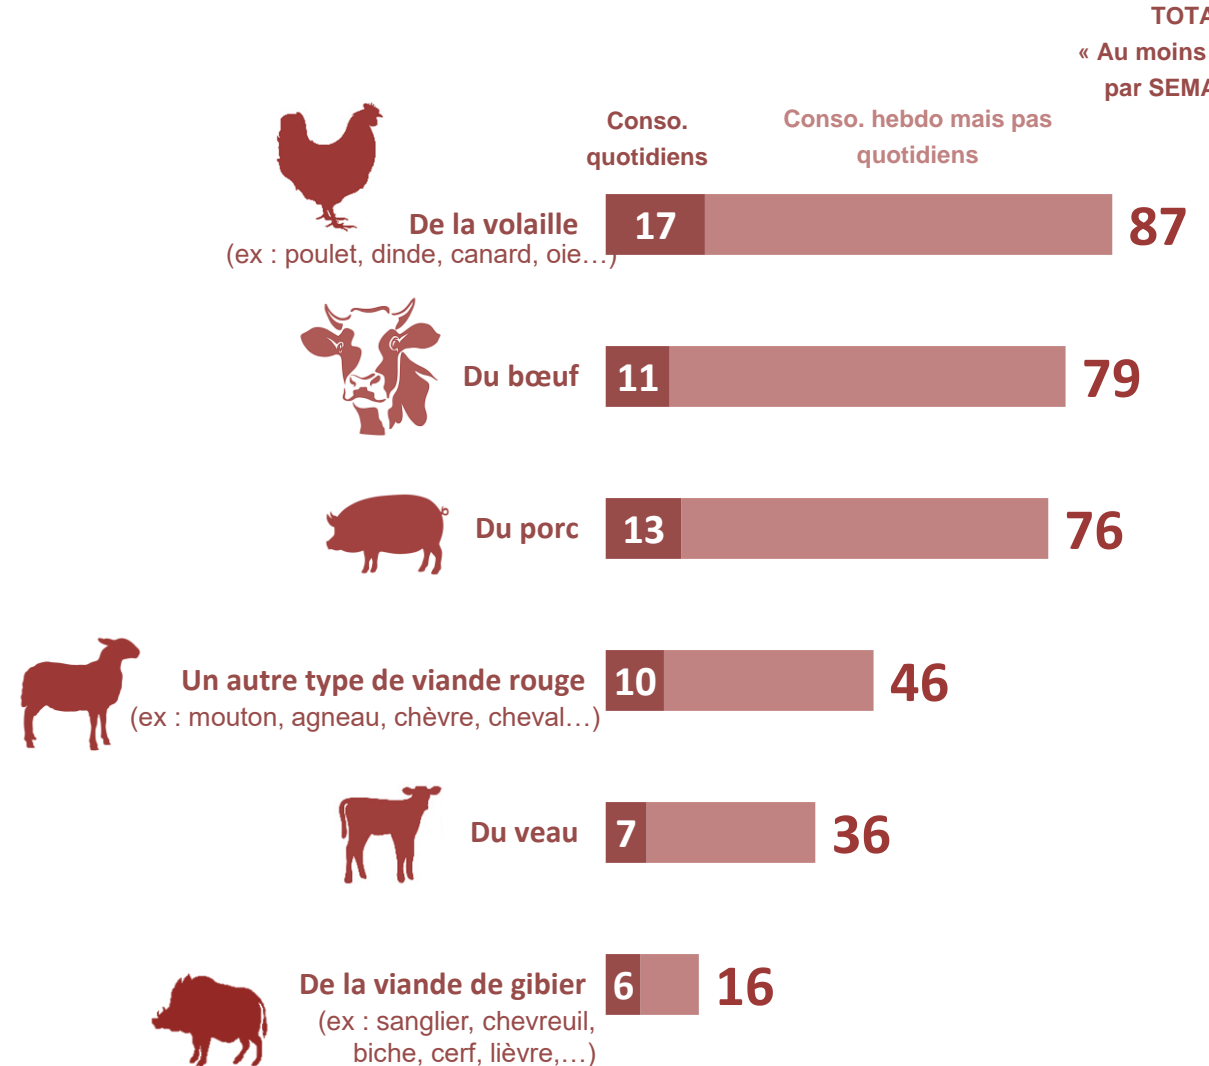 TOTA
« Au moins
par SEMA
Conso.
quotidiens
Conso. hebdo mais pas
quotidiens
De la volaille
(ex : poulet, dinde, canard, oie…)
17
87
Du bœuf
11
79
Du porc
13
76
Un autre type de viande rouge
(ex : mouton, agneau, chèvre, cheval…)
10
46
Du veau
7
36
De la viande de gibier
(ex : sanglier, chevreuil,
biche, cerf, lièvre,…)
6
16